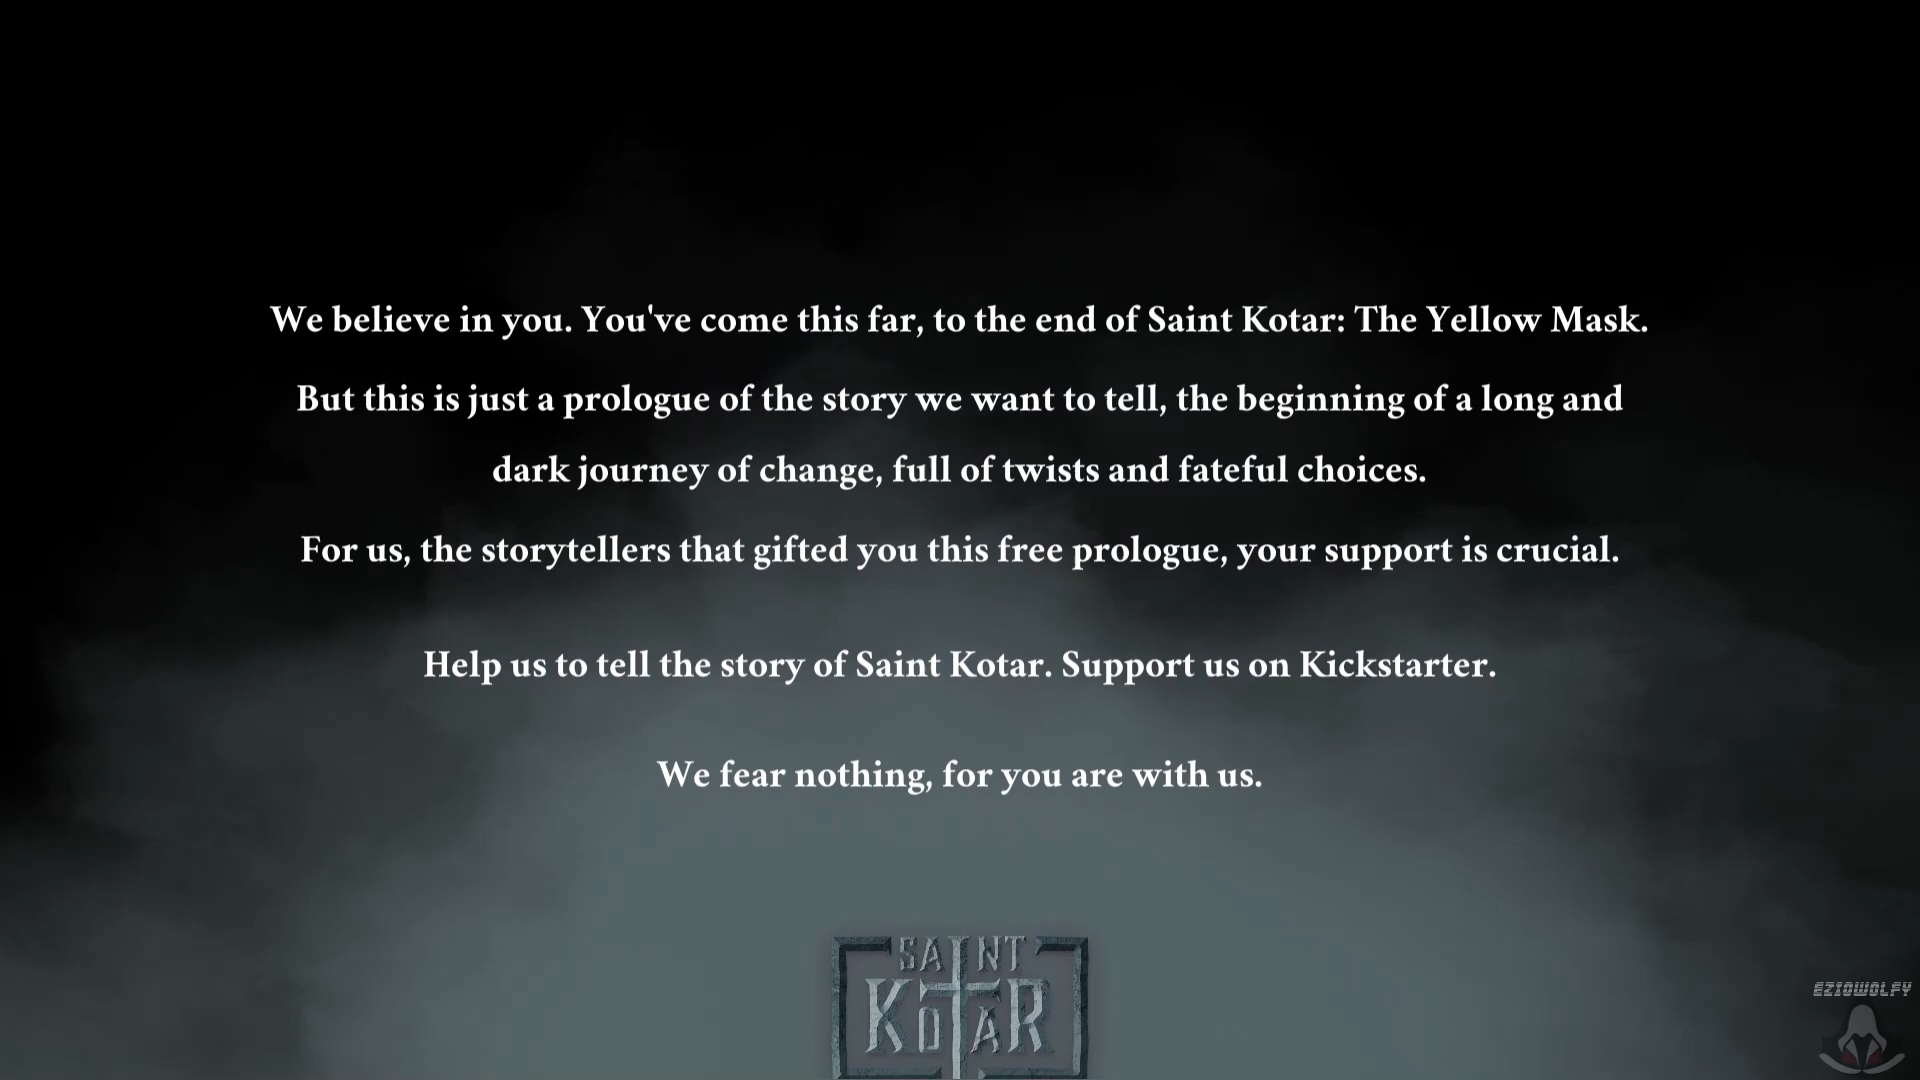 We believe in you. You've come this far, to the end of Saint Kotar: The Yellow Mask.
But this is just a prologue of the story we want to tell, the beginning of a long and
dark journey of change, full of twists and fateful choices.
For us, the storytellers that gifted you this free prologue, your support is crucial.
Help us to tell the story of Saint Kotar. Support us on Kickstarter.
We fear nothing, for you are with us.
SAINT
KOTAR
EZIOWOLFY